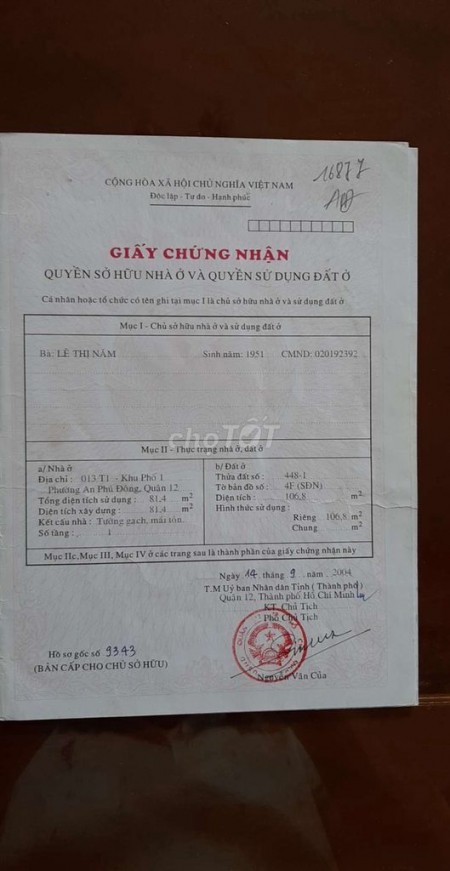 CỘNG HÒA XÃ HỘI CHỦ NGHĨA VIỆT NAM
Độc lập - Tự do - Hạnh phúc
16877
GIẤY CHỨNG NHẬN
QUYỀN SỞ HỮU NHÀ Ở VÀ QUYỀN SỬ DỤNG ĐẤT Ở
Cá nhân hoặc tổ chức có tên ghi tại mục I là chủ sở hữu nhà ở và sử dụng đất ở
Mục I - Chủ sở hữu nhà ở và sử dụng đất ở
Bà: LÊ THỊ NĂM Sinh năm: 1951 CMND: 020192392
choTỐT
Mục II - Thực trạng nhà ở, đất ở
a/ Nhà ở
Địa chỉ : 013/T1 - Khu Phố 1
Phường An Phú Đông, Quận 12
Tổng diện tích sử dụng : 81,4 m2
Diện tích xây dựng : 81,4 m2
Kết cấu nhà : Tường gạch, mái tôn.
Số tầng : 1
b/ Đất ở
Thửa đất số : 448-1
Tờ bản đồ số : 4F (SĐN)
Diện tích : 106,8 m2
Hình thức sử dụng :
Riêng 106,8 m2
Chung m2
Mục IIc, Mục III, Mục IV ở các trang sau là thành phần của giấy chứng nhận này
Ngày 14 tháng 9 năm 2004
T.M Uỷ ban Nhân dân Tỉnh (Thành phố)
Quận 12, Thành phố Hồ Chí Minh
KT. Chủ Tịch
Phó Chủ Tịch
Hồ sơ gốc số 9343
(BẢN CẤP CHO CHỦ SỞ HỮU)
Nguyễn Văn Của